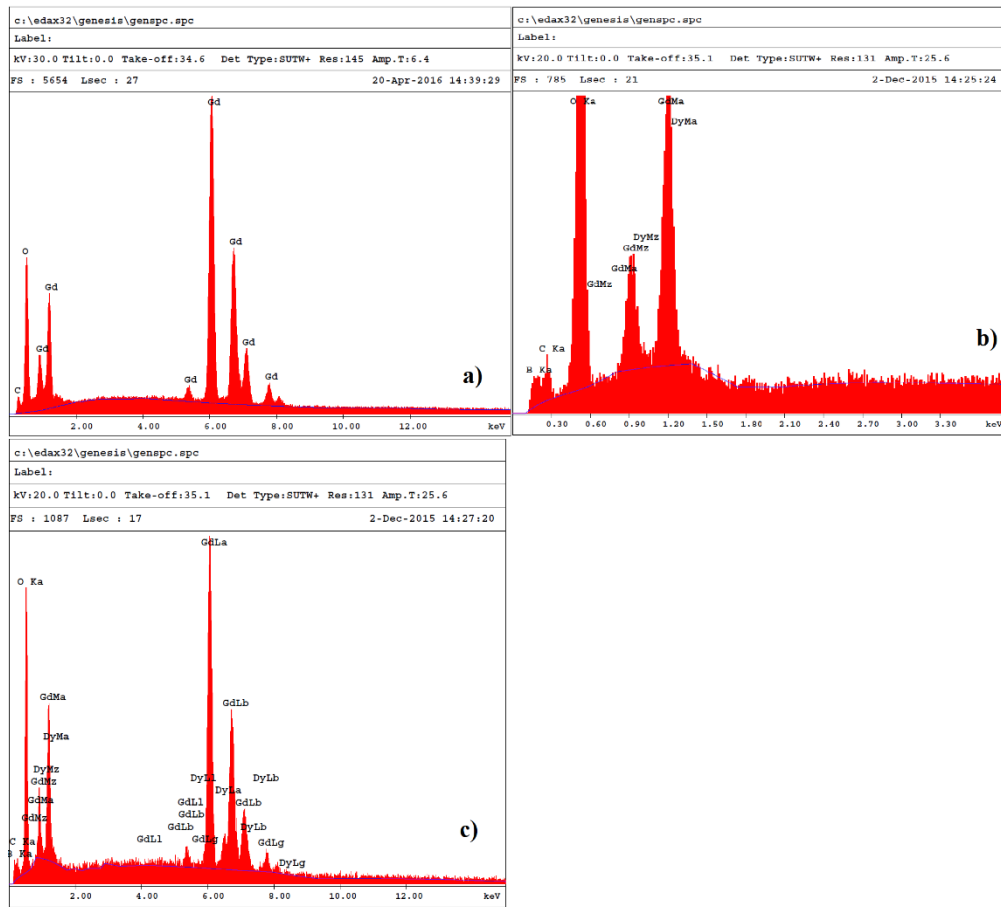 c:\edax32\genesis\genspc.spc
Label:
kV:30.0 Tilt:0.0 Take-off:34.6 Det Type:SUTW+ Res:145 Amp.T:6.4
FS : 5654 Lsec : 27 20-Apr-2016 14:39:29
Gd
O
Gd
Gd
Gd
Gd
Gd
Gd
C
a)
2.00 4.00 6.00 8.00 10.00 12.00 keV
c:\edax32\genesis\genspc.spc
Label:
kV:20.0 Tilt:0.0 Take-off:35.1 Det Type:SUTW+ Res:131 Amp.T:25.6
FS : 785 Lsec : 21 2-Dec-2015 14:25:24
O Ka
GdMa
DyMa
DyMz
GdMz
GdMa
GdMz
C Ka
B Ka
b)
0.30 0.60 0.90 1.20 1.50 1.80 2.10 2.40 2.70 3.00 3.30 keV
c:\edax32\genesis\genspc.spc
Label:
kV:20.0 Tilt:0.0 Take-off:35.1 Det Type:SUTW+ Res:131 Amp.T:25.6
FS : 1087 Lsec : 17 2-Dec-2015 14:27:20
GdLa
O Ka
GdMa
GdLb
DyMa
DyMz
GdMz
DyLl
DyLb
DyLa
GdMa
GdLl
GdLb
GdLb
GdMz
GdLb
DyLb
C Ka
GdLl
GdLg
GdLg
B Ka
DyLg
c)
2.00 4.00 6.00 8.00 10.00 12.00 keV